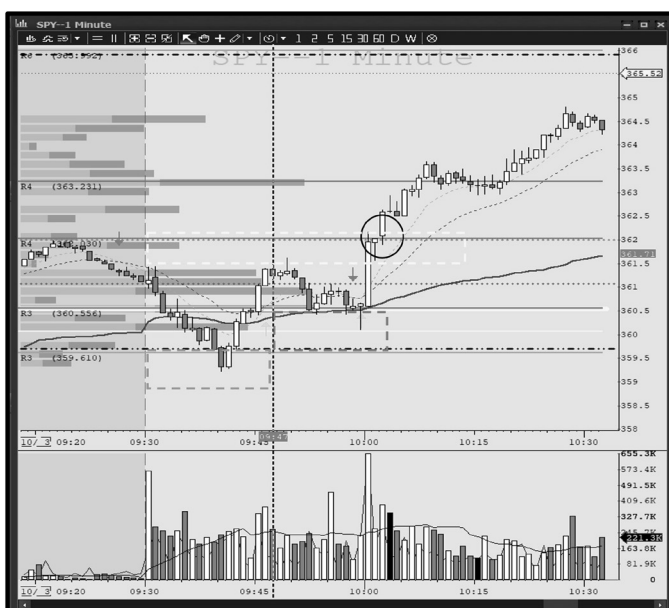 SPY--1 Minute
1 2 5 15 30 60 D W
SPY--1 Minute
366
365.52
365
364.5
364
363.5
363
362.5
362
361.71
361.5
361
360.5
360
359.5
359
358.5
358
R4 (363.231)
R3 (360.556)
R3 (359.610)
10/ 3 09:20 09:30 09:45 09:47 10:00 10:15 10:30
655.3K
573.4K
491.5K
409.6K
327.7K
221.3K
163.8K
81.9K
0
10/ 3 09:20 09:30 09:45 10:00 10:15 10:30